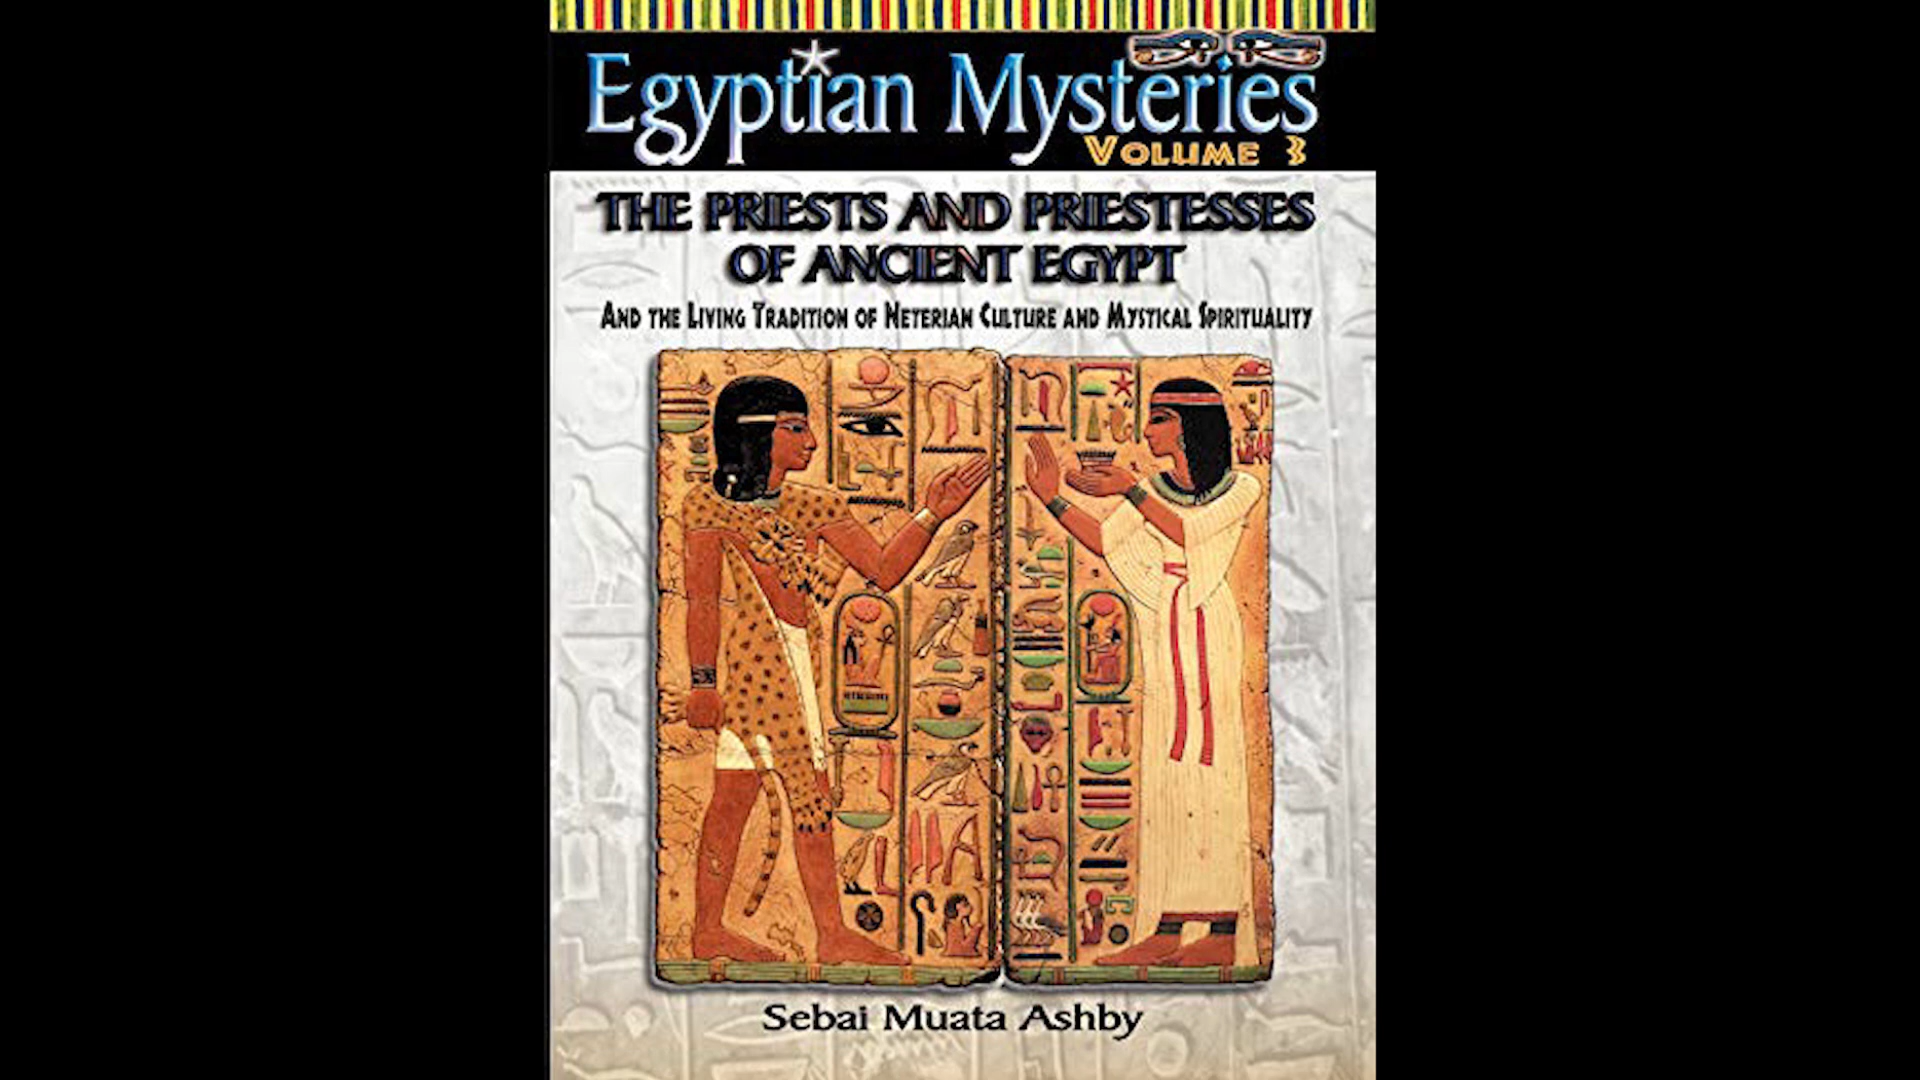 Egyptian Mysteries
VOLUME 3
THE PRIESTS AND PRIESTESSES
OF ANCIENT EGYPT
AND THE LIVING TRADITION OF NETERIAN CULTURE AND MYSTICAL SPIRITUALITY
Sebai Muata Ashby